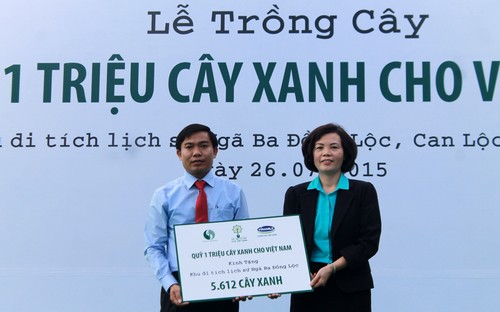 Lễ Trồng Cây
1 TRIỆU CÂY XANH CHO V
di tích lịch s Ngã Ba Đồ Lộc, Can Lộc
ày 26.0 2015
QUỸ 1 TRIỆU CÂY XANH CHO VIỆT NAM
Kính Tặng
Khu di tích lịch sử Ngã Ba Đồng Lộc
5.612 CÂY XANH